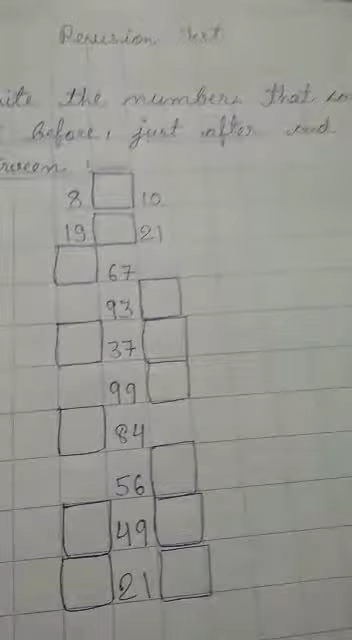 Revision test
ite the numbers that co
before, just after and
tween :
8 10
19 21
67
93
37
99
84
56
49
21